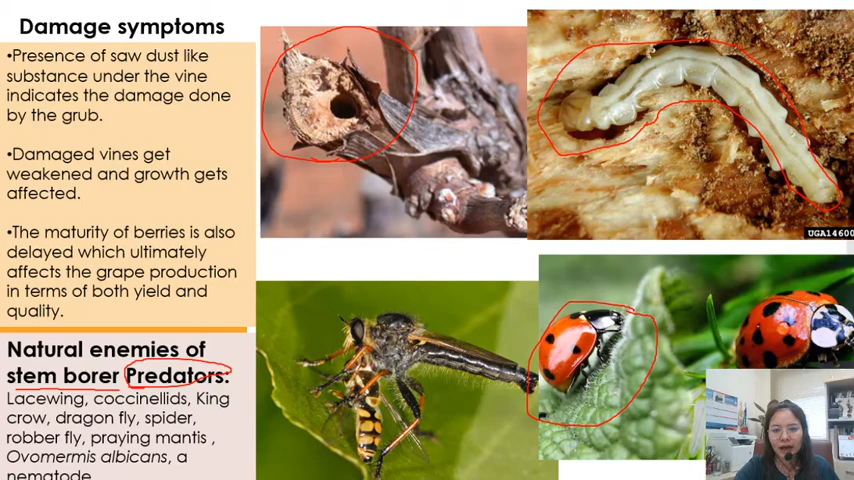 Damage symptoms
•Presence of saw dust like
substance under the vine
indicates the damage done
by the grub.
•Damaged vines get
weakened and growth gets
affected.
•The maturity of berries is also
delayed which ultimately
affects the grape production
in terms of both yield and
quality.
Natural enemies of
stem borer Predators:
Lacewing, coccinellids, King
crow, dragon fly, spider,
robber fly, praying mantis ,
Ovomermis albicans, a
nematode
UGA14600